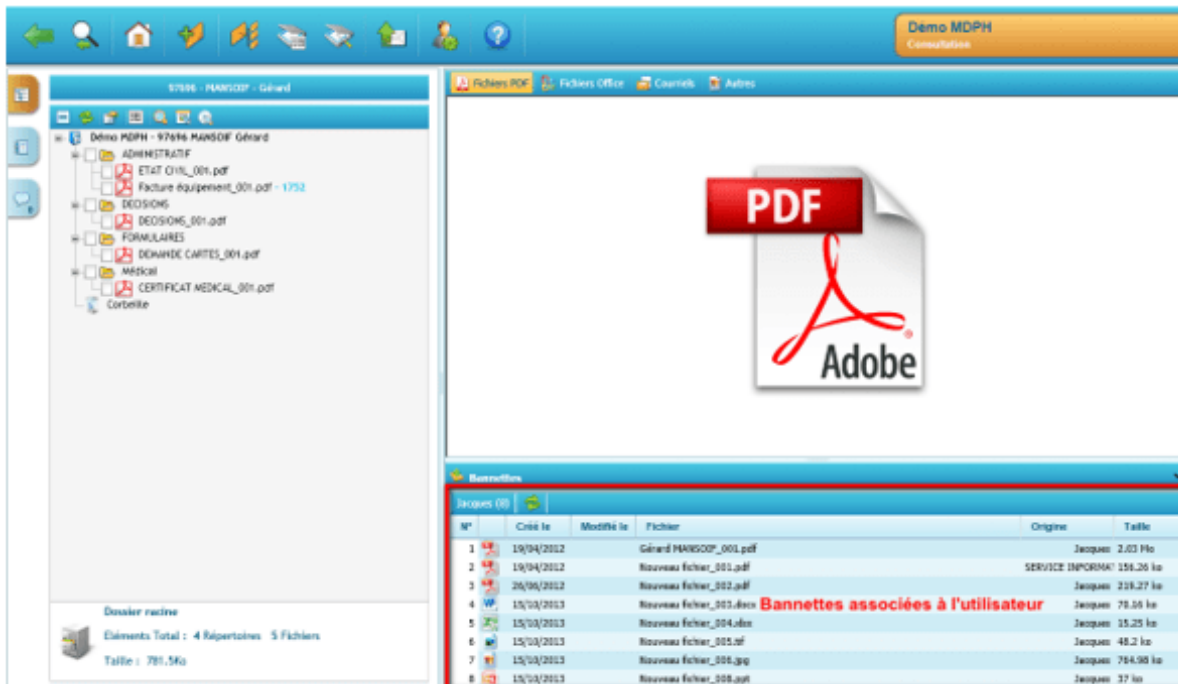 Démo MDPH
Consultation
97696 - MANSOIF - Gérard
Fichiers PDF Fichiers Office Courriels Autres
Démo MDPH - 97696 MANSOIF Gérard
ADMINISTRATIF
ETAT CIVIL_001.pdf
Facture équipement_001.pdf - 1752
DECISIONS
DECISIONS_001.pdf
FORMULAIRES
DEMANDE CARTES_001.pdf
Médical
CERTIFICAT MEDICAL_001.pdf
Corbeille
PDF
Adobe
Dossier racine
Eléments Total : 4 Répertoires 5 Fichiers
Taille : 781.5Ko
Bannettes
Jacques (8)
N° Créé le Modifié le Fichier Origine Taille
1 19/04/2012 Gérard MANSOIF_001.pdf Jacques 2.03 Mo
2 19/04/2012 Nouveau fichier_001.pdf SERVICE INFORMAT 156.26 ko
3 26/06/2012 Nouveau fichier_002.pdf Jacques 219.27 ko
4 15/10/2013 Nouveau fichier_003.docx Jacques 70.16 ko
Bannettes associées à l'utilisateur
5 15/10/2013 Nouveau fichier_004.xlsx Jacques 15.25 ko
6 15/10/2013 Nouveau fichier_005.tif Jacques 48.2 ko
7 15/10/2013 Nouveau fichier_006.jpg Jacques 764.98 ko
8 15/10/2013 Nouveau fichier_008.ppt Jacques 37 ko